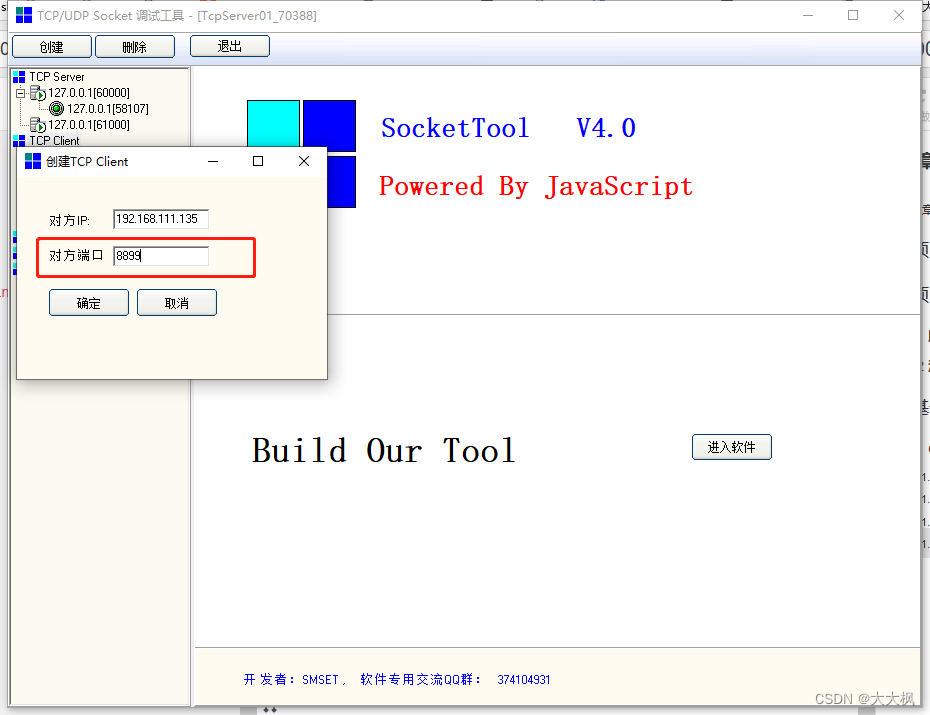 TCP/UDP Socket 调试工具 - [TcpServer01_70388]
创建 删除 退出
TCP Server
127.0.0.1[60000]
127.0.0.1[58107]
127.0.0.1[61000]
TCP Client
创建TCP Client
对方IP: 192.168.111.135
对方端口 8899
确定 取消
SocketTool V4.0
Powered By JavaScript
Build Our Tool
进入软件
开发者：SMSET， 软件专用交流QQ群： 374104931
CSDN @大大枫